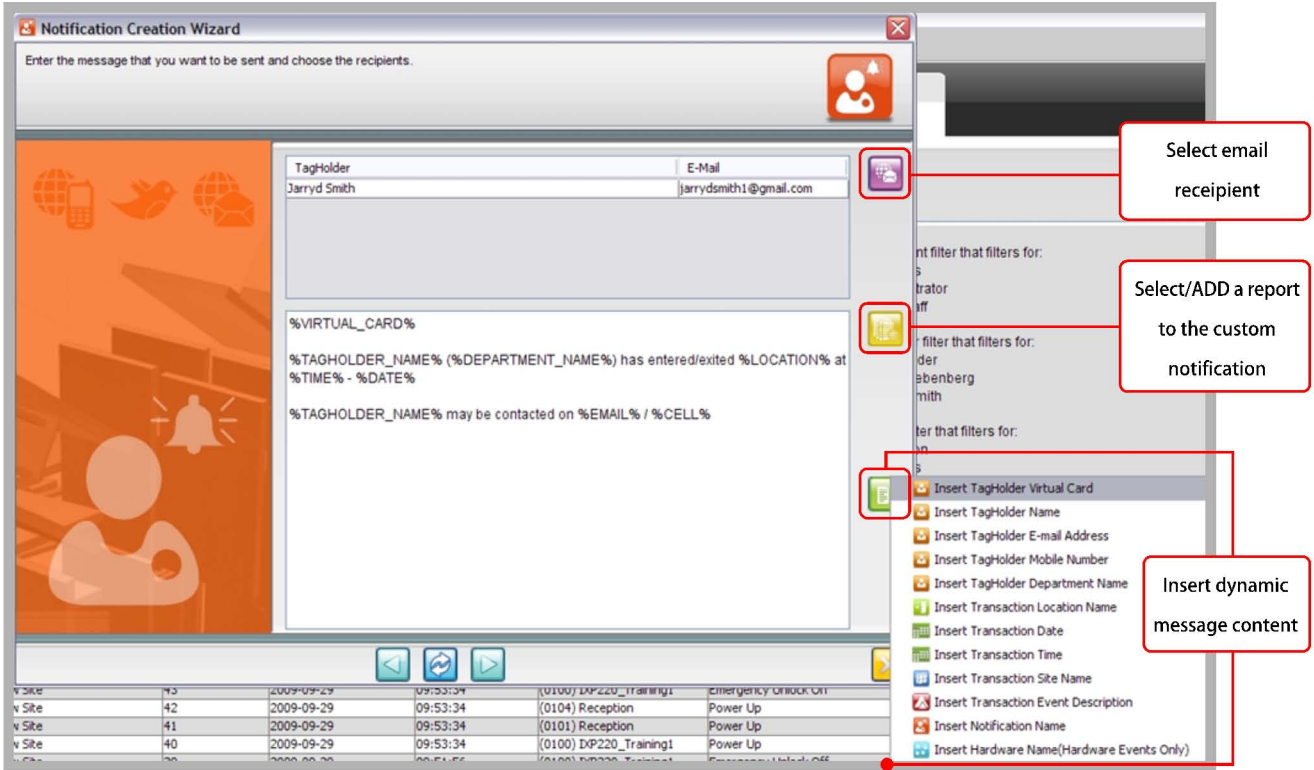 Notification Creation Wizard
Enter the message that you want to be sent and choose the recipients.
TagHolder E-Mail
Jarryd Smith jarrydsmith1@gmail.com
%VIRTUAL_CARD%
%TAGHOLDER_NAME% (%DEPARTMENT_NAME%) has entered/exited %LOCATION% at
%TIME% - %DATE%
%TAGHOLDER_NAME% may be contacted on %EMAIL% / %CELL%
Select email
receipient
Select/ADD a report
to the custom
notification
Insert dynamic
message content
nt filter that filters for:
s
trator
aff
r filter that filters for:
der
ebenberg
mith
ter that filters for:
on
s
Insert TagHolder Virtual Card
Insert TagHolder Name
Insert TagHolder E-mail Address
Insert TagHolder Mobile Number
Insert TagHolder Department Name
Insert Transaction Location Name
Insert Transaction Date
Insert Transaction Time
Insert Transaction Site Name
Insert Transaction Event Description
Insert Notification Name
Insert Hardware Name(Hardware Events Only)
w Site 43 2009-09-29 09:53:34 (0100) IXP220_Training1 Emergency Unlock On
w Site 42 2009-09-29 09:53:34 (0104) Reception Power Up
w Site 41 2009-09-29 09:53:34 (0101) Reception Power Up
w Site 40 2009-09-29 09:53:34 (0100) IXP220_Training1 Power Up